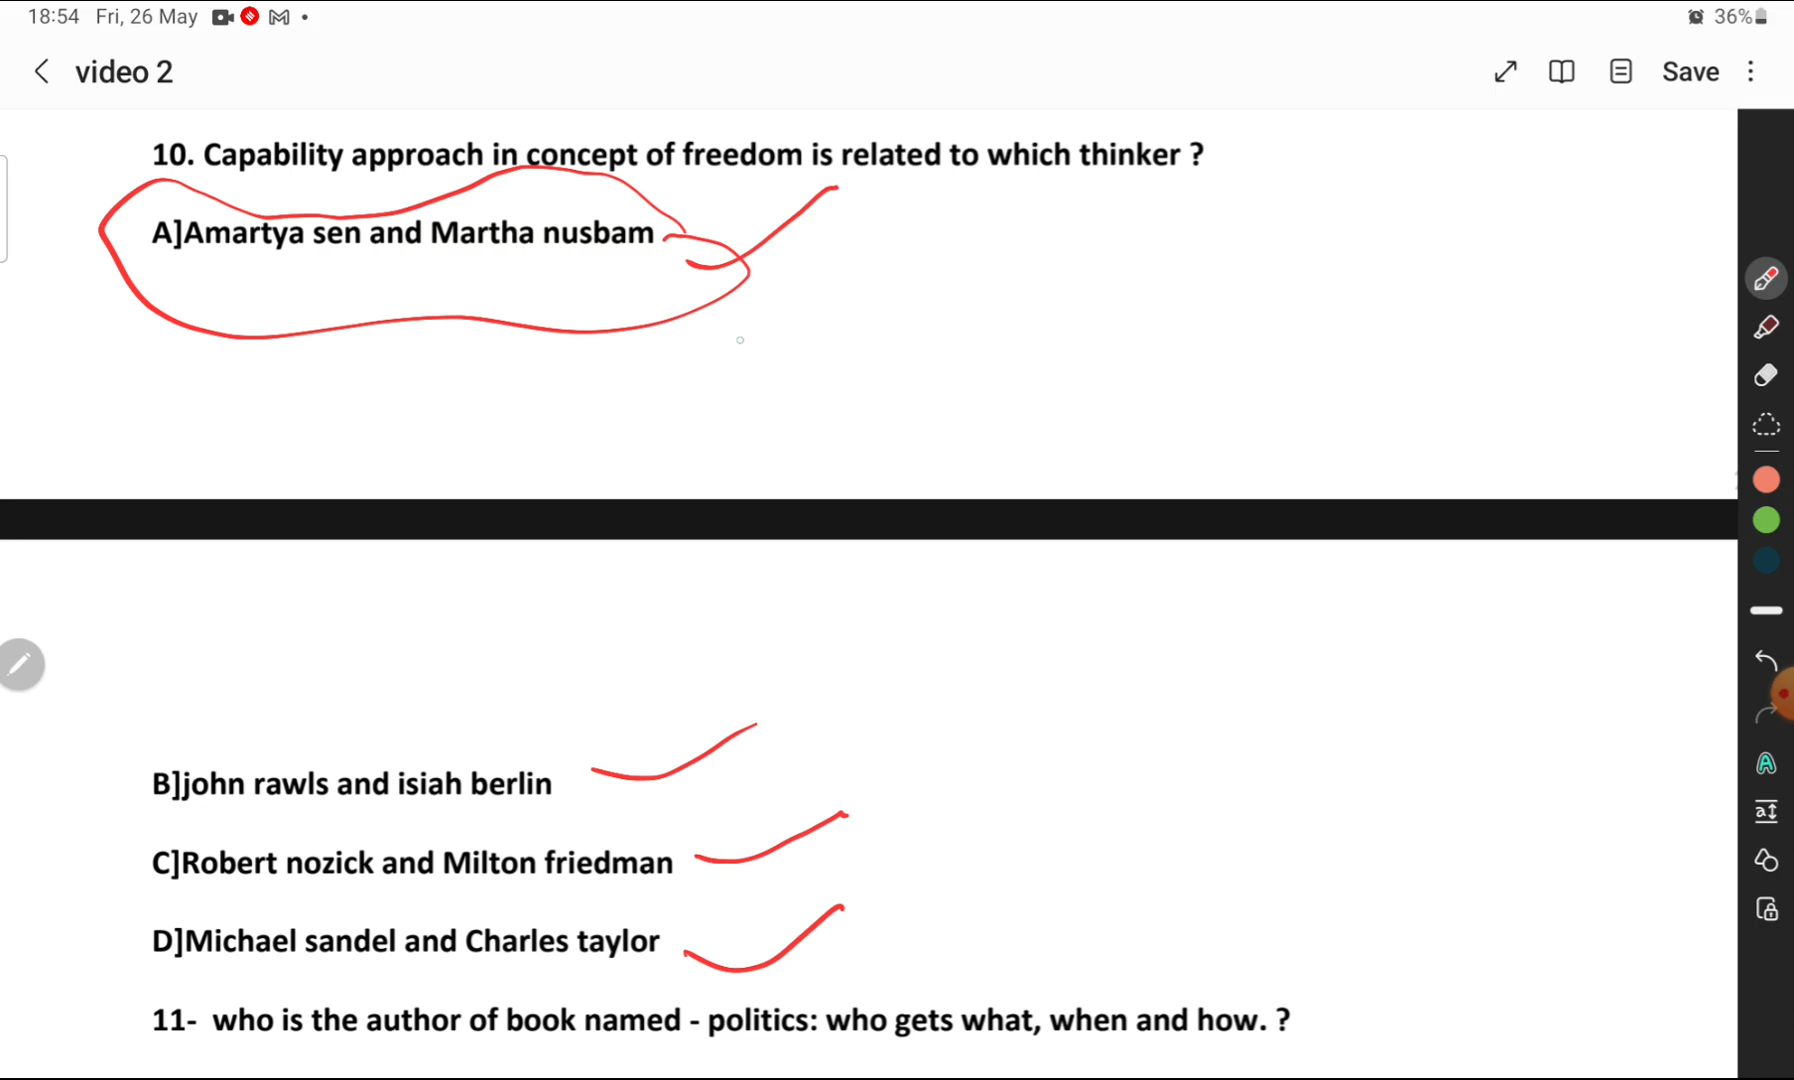 18:54 Fri, 26 May
36%
video 2
Save
10. Capability approach in concept of freedom is related to which thinker ?
A]Amartya sen and Martha nusbam
B]john rawls and isiah berlin
C]Robert nozick and Milton friedman
D]Michael sandel and Charles taylor
11- who is the author of book named - politics: who gets what, when and how. ?